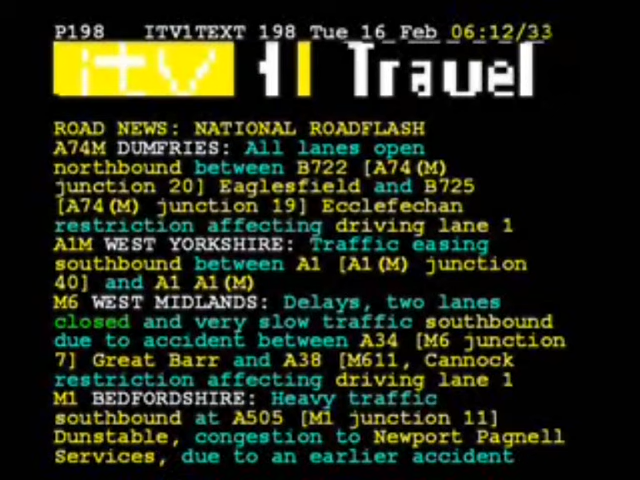 P198 ITV1TEXT 198 Tue 16 Feb 06:12/33
itv 1 Travel
ROAD NEWS: NATIONAL ROADFLASH
A74M DUMFRIES: All lanes open
northbound between B722 [A74(M)
junction 20] Eaglesfield and B725
[A74(M) junction 19] Ecclefechan
restriction affecting driving lane 1
A1M WEST YORKSHIRE: Traffic easing
southbound between A1 [A1(M) junction
40] and A1 A1(M)
M6 WEST MIDLANDS: Delays, two lanes
closed and very slow traffic southbound
due to accident between A34 [M6 junction
7] Great Barr and A38 [M611, Cannock
restriction affecting driving lane 1
M1 BEDFORDSHIRE: Heavy traffic
southbound at A505 [M1 junction 11]
Dunstable, congestion to Newport Pagnell
Services, due to an earlier accident